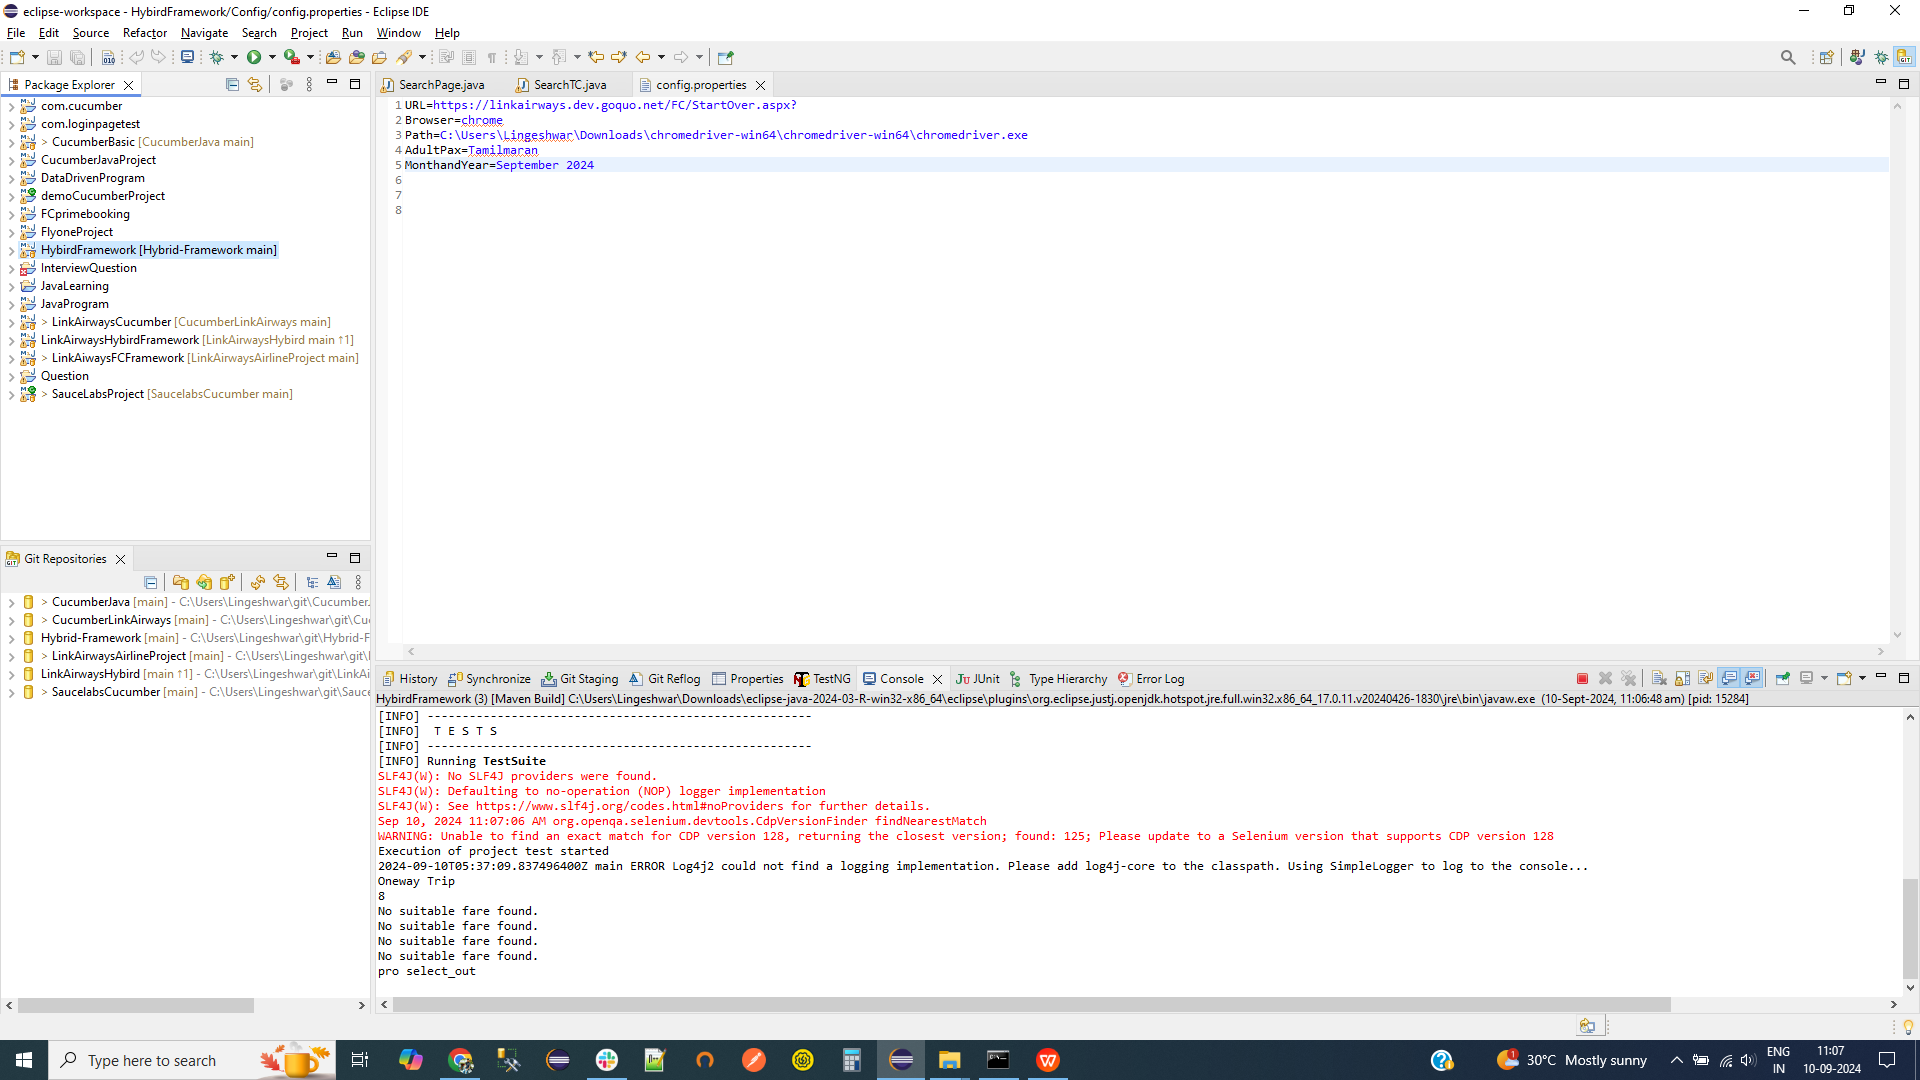 eclipse-workspace - HybirdFramework/Config/config.properties - Eclipse IDE
File Edit Source Refactor Navigate Search Project Run Window Help
Package Explorer
com.cucumber
com.loginpagetest
> CucumberBasic [CucumberJava main]
CucumberJavaProject
DataDrivenProgram
demoCucumberProject
FCprimebooking
FlyoneProject
HybirdFramework [Hybrid-Framework main]
InterviewQuestion
JavaLearning
JavaProgram
> LinkAirwaysCucumber [CucumberLinkAirways main]
LinkAirwaysHybirdFramework [LinkAirwaysHybird main ↑1]
> LinkAiwaysFCFramework [LinkAirwaysAirlineProject main]
Question
> SauceLabsProject [SaucelabsCucumber main]
Git Repositories
> CucumberJava [main] - C:\Users\Lingeshwar\git\Cucumber
> CucumberLinkAirways [main] - C:\Users\Lingeshwar\git\Cu
Hybrid-Framework [main] - C:\Users\Lingeshwar\git\Hybrid-F
> LinkAirwaysAirlineProject [main] - C:\Users\Lingeshwar\git\
LinkAirwaysHybird [main ↑1] - C:\Users\Lingeshwar\git\LinkAi
> SaucelabsCucumber [main] - C:\Users\Lingeshwar\git\Sauce
SearchPage.java SearchTC.java config.properties
1 URL=https://linkairways.dev.goquo.net/FC/StartOver.aspx?
2 Browser=chrome
3 Path=C:\Users\Lingeshwar\Downloads\chromedriver-win64\chromedriver-win64\chromedriver.exe
4 AdultPax=Tamilmaran
5 MonthandYear=September 2024
6
7
8
History Synchronize Git Staging Git Reflog Properties TestNG Console JUnit Type Hierarchy Error Log
HybirdFramework (3) [Maven Build] C:\Users\Lingeshwar\Downloads\eclipse-java-2024-03-R-win32-x86_64\eclipse\plugins\org.eclipse.justj.openjdk.hotspot.jre.full.win32.x86_64_17.0.11.v20240426-1830\jre\bin\javaw.exe (10-Sept-2024, 11:06:48 am) [pid: 15284]
[INFO] -------------------------------------------------------
[INFO]  T E S T S
[INFO] -------------------------------------------------------
[INFO] Running TestSuite
SLF4J(W): No SLF4J providers were found.
SLF4J(W): Defaulting to no-operation (NOP) logger implementation
SLF4J(W): See https://www.slf4j.org/codes.html#noProviders for further details.
Sep 10, 2024 11:07:06 AM org.openqa.selenium.devtools.CdpVersionFinder findNearestMatch
WARNING: Unable to find an exact match for CDP version 128, returning the closest version; found: 125; Please update to a Selenium version that supports CDP version 128
Execution of project test started
2024-09-10T05:37:09.837496400Z main ERROR Log4j2 could not find a logging implementation. Please add log4j-core to the classpath. Using SimpleLogger to log to the console...
Oneway Trip
8
No suitable fare found.
No suitable fare found.
No suitable fare found.
No suitable fare found.
pro select_out
Type here to search
30°C Mostly sunny
ENG
IN
11:07
10-09-2024